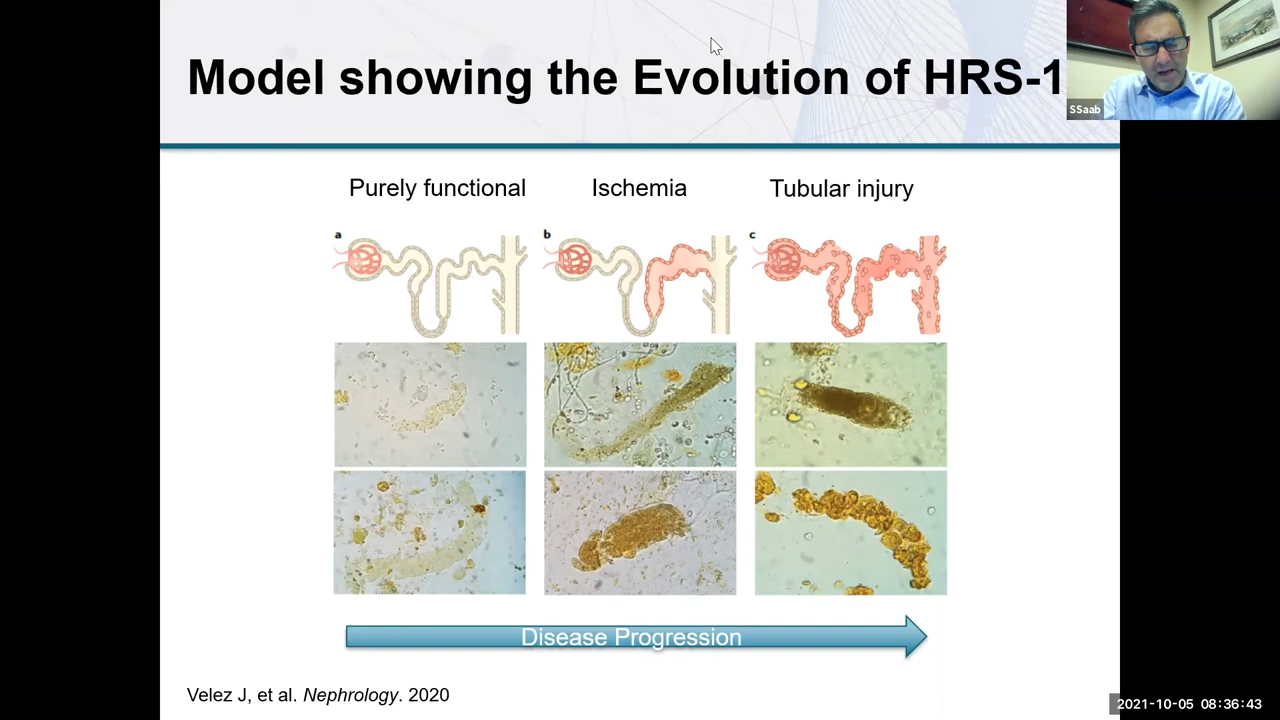 Model showing the Evolution of HRS-1
SSaab
Purely functional Ischemia Tubular injury
a b c
Disease Progression
Velez J, et al. Nephrology. 2020
2021-10-05 08:36:43